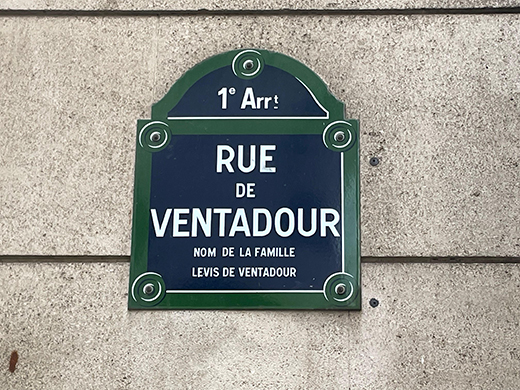 1e Arrt
RUE
DE
VENTADOUR
NOM DE LA FAMILLE
LEVIS DE VENTADOUR